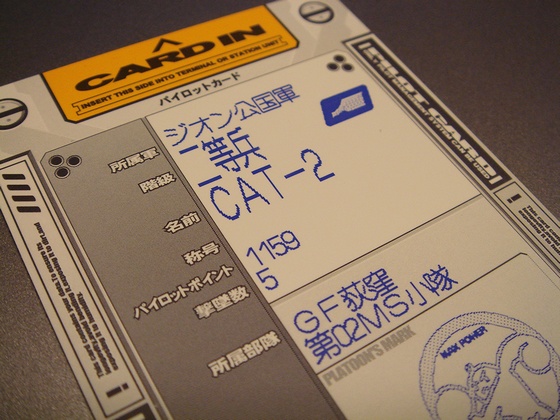 CARD IN
INSERT THIS SIDE INTO TERMINAL OR STATION UNIT
パイロットカード
所属軍 ジオン公国軍
階級 二等兵
名前 CAT-2
称号
パイロットポイント 1159
撃墜数 5
所属部隊 GF荻窪
第02MS小隊
PLATOON'S MARK
MAX POWER